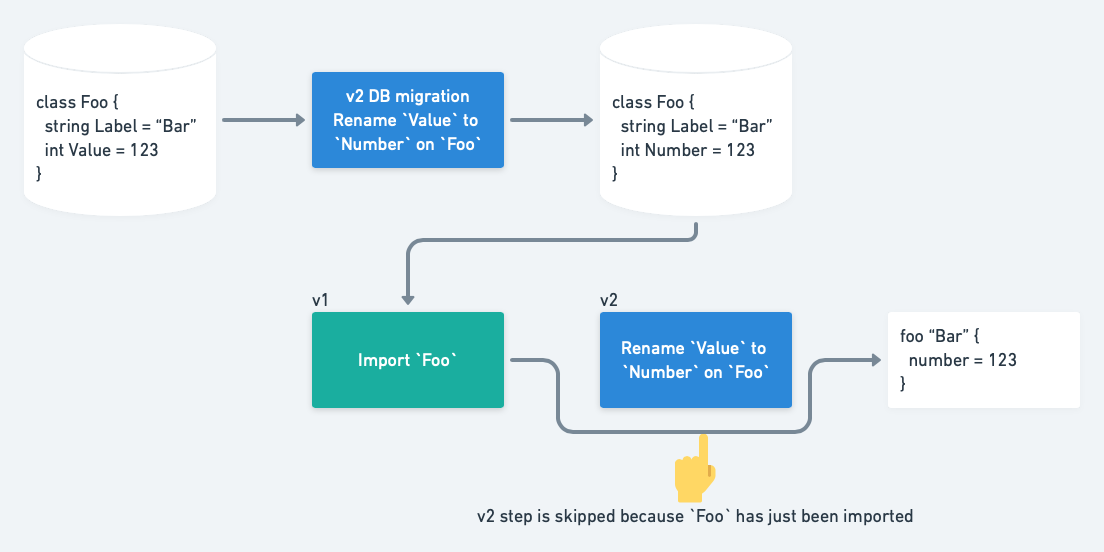 class Foo {
string Label = “Bar”
int Value = 123
}
v2 DB migration
Rename `Value` to
`Number` on `Foo`
class Foo {
string Label = “Bar”
int Number = 123
}
v1
Import `Foo`
v2
Rename `Value` to
`Number` on `Foo`
foo “Bar” {
number = 123
}
v2 step is skipped because `Foo` has just been imported